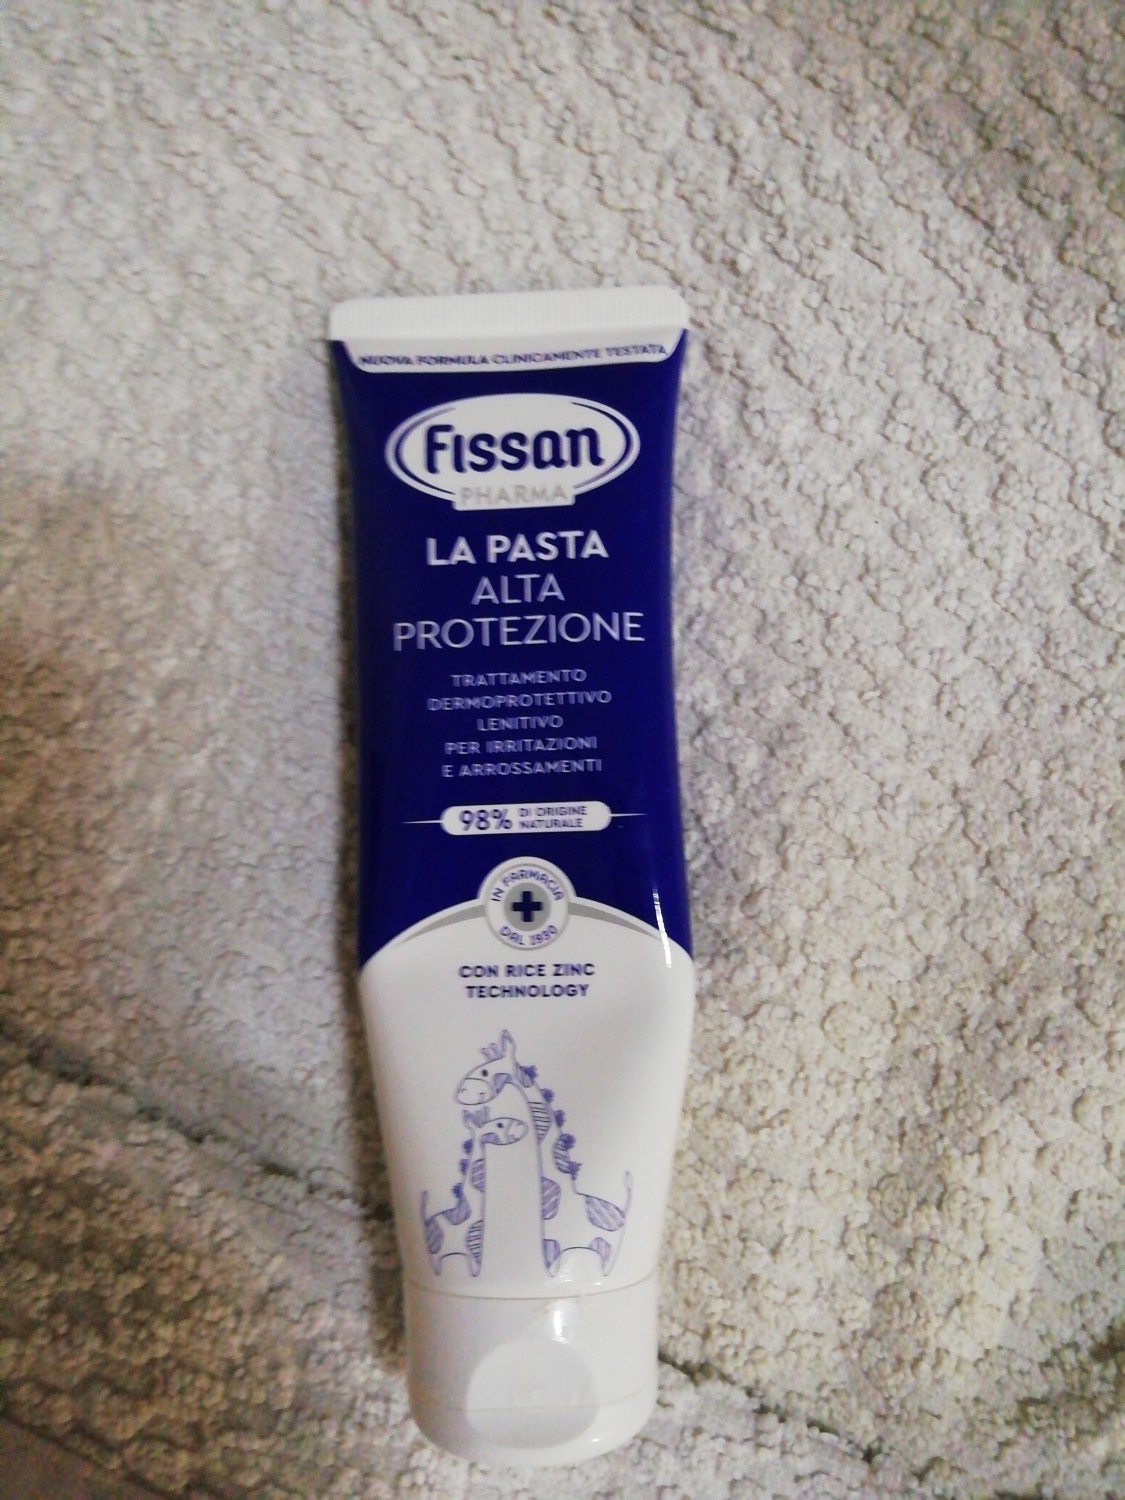 NUOVA FORMULA CLINICAMENTE TESTATA
Fissan
PHARMA
LA PASTA
ALTA
PROTEZIONE
TRATTAMENTO
DERMOPROTETTIVO
LENITIVO
PER IRRITAZIONI
E ARROSSAMENTI
98% DI ORIGINE
NATURALE
IN FARMACIA
DAL 1930
CON RICE ZINC
TECHNOLOGY